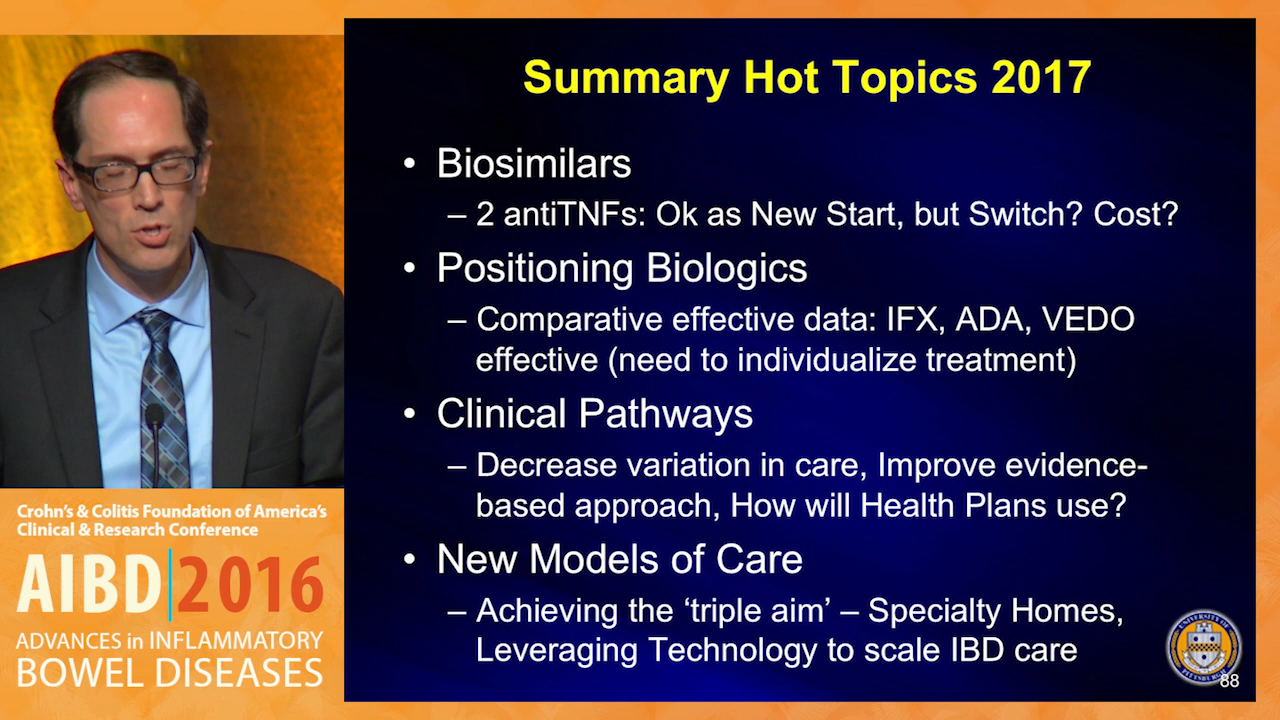 Summary Hot Topics 2017
• Biosimilars
– 2 antiTNFs: Ok as New Start, but Switch? Cost?
• Positioning Biologics
– Comparative effective data: IFX, ADA, VEDO
effective (need to individualize treatment)
• Clinical Pathways
– Decrease variation in care, Improve evidence-
based approach, How will Health Plans use?
• New Models of Care
– Achieving the ‘triple aim’ – Specialty Homes,
Leveraging Technology to scale IBD care
UNIVERSITY OF
PITTSBURGH
88
Crohn's & Colitis Foundation of America's
Clinical & Research Conference
AIBD|2016
ADVANCES in INFLAMMATORY
BOWEL DISEASES